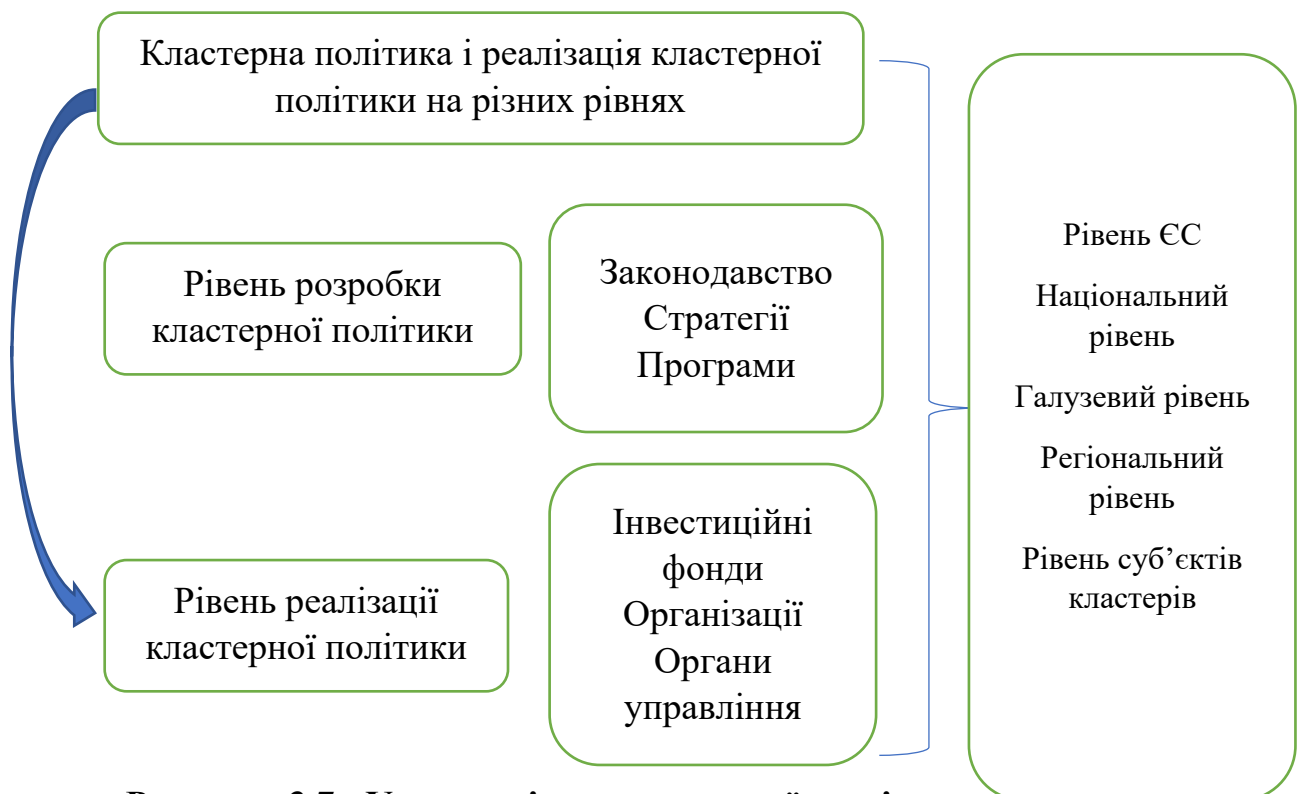 Кластерна політика і реалізація кластерної
політики на різних рівнях
Рівень розробки
кластерної політики
Законодавство
Стратегії
Програми
Рівень реалізації
кластерної політики
Інвестиційні
фонди
Організації
Органи
управління
Рівень ЄС
Національний
рівень
Галузевий рівень
Регіональний
рівень
Рівень суб’єктів
кластерів